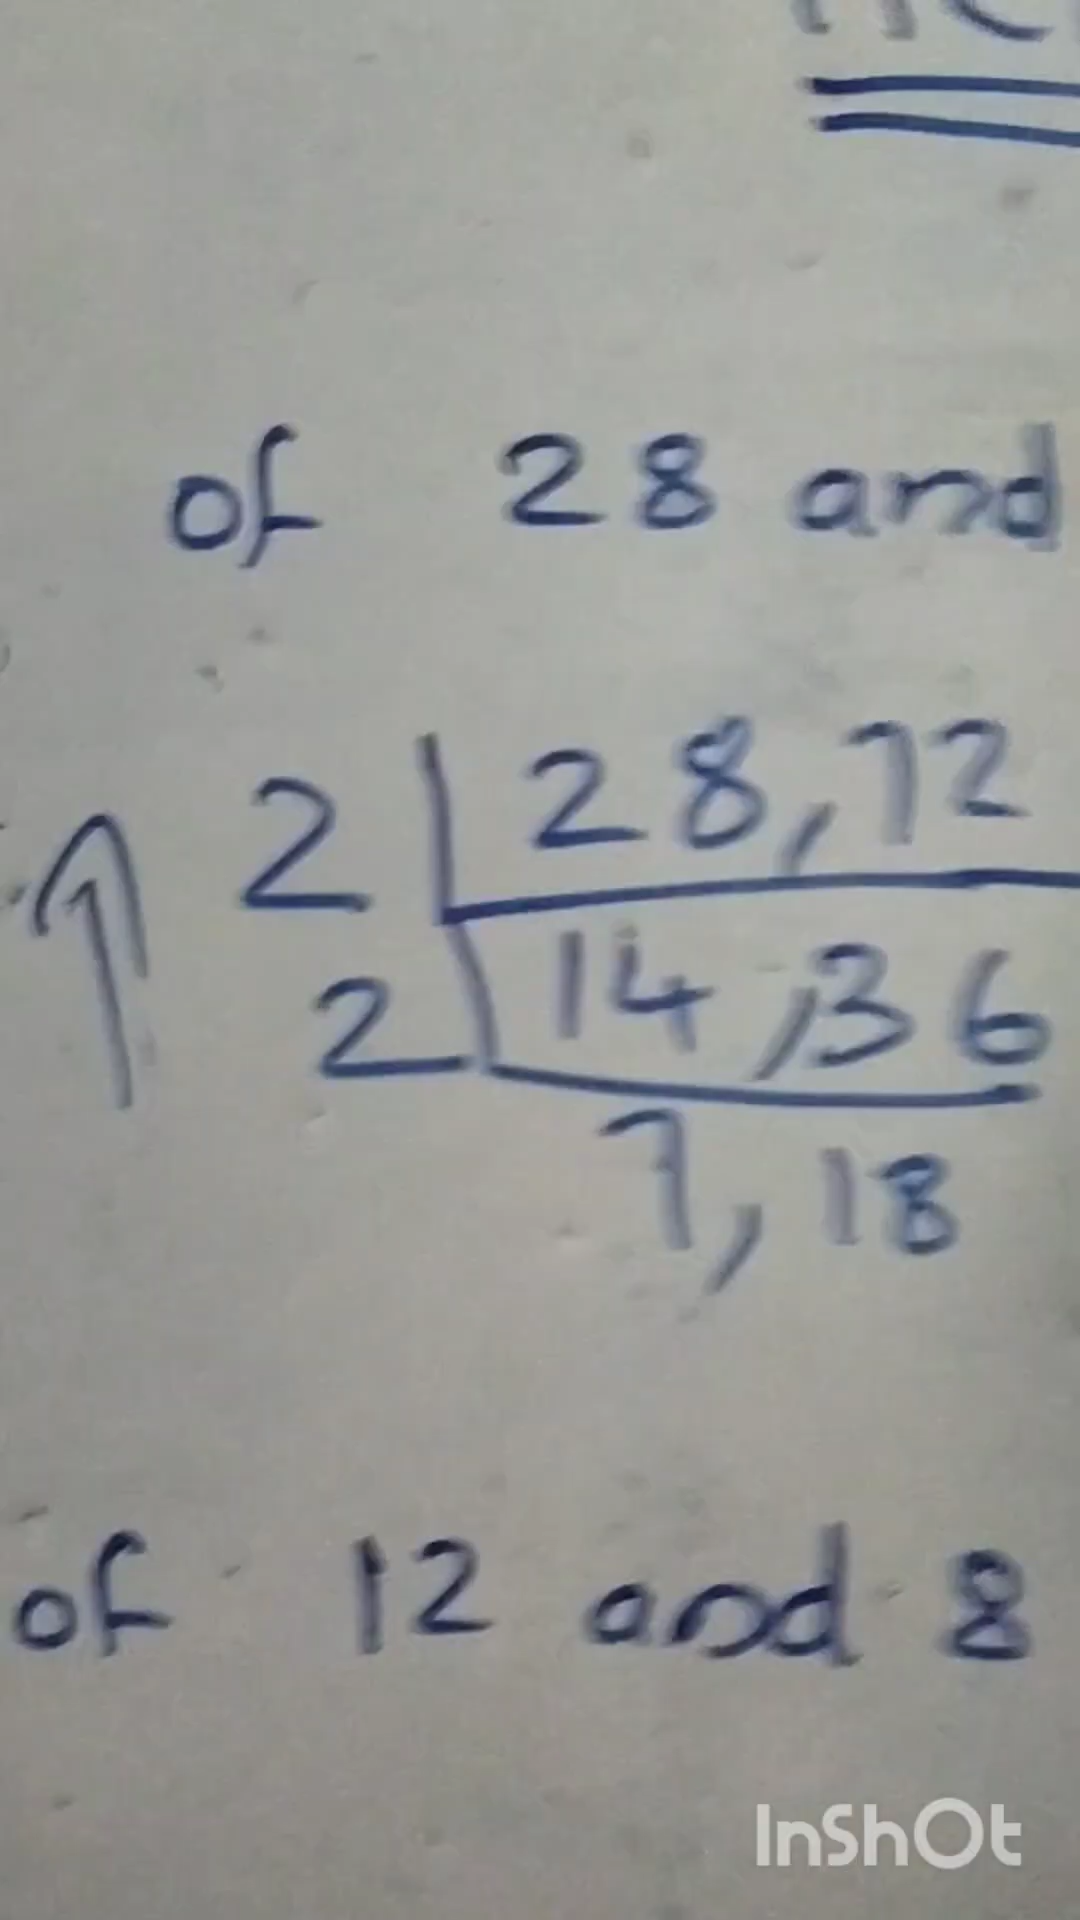 of 28 and
2 28,72
2 14,36
7,18
of 12 and 8
InShOt